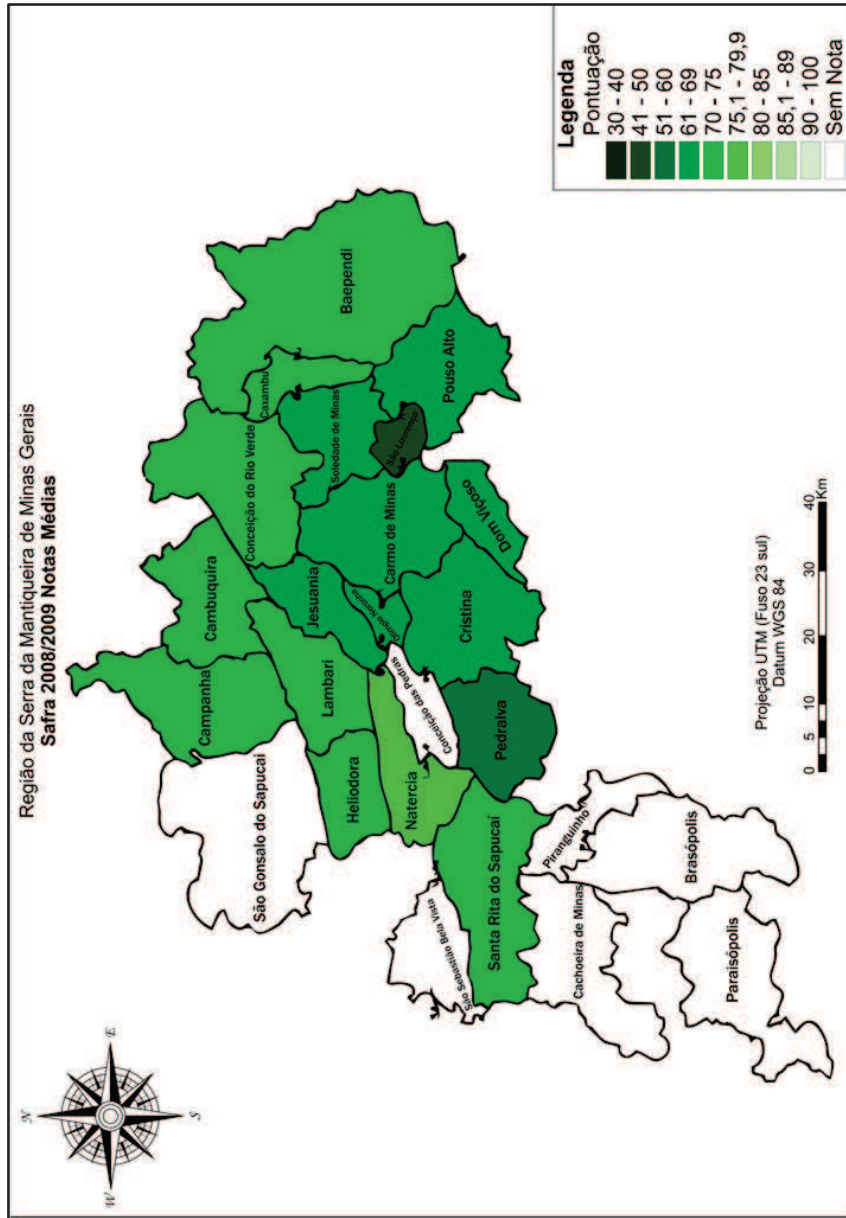 Região da Serra da Mantiqueira de Minas Gerais
Safra 2008/2009 Notas Médias
N
E
S
W
São Gonsalo do Sapucai
Campanha
Cambuquira
Conceição do Rio Verde
Caxambu
Baependi
Heliodora
Lambari
Jesuania
Soledade de Minas
Natercia
Conceição das Pedras
Olimpio Noronha
Carmo de Minas
São Lourenço
Pouso Alto
São Sebastião Bela Vista
Santa Rita do Sapucaí
Pedralva
Cristina
Dom Viçoso
Cachoeira de Minas
Piranguinho
Paraisópolis
Brasópolis
Projeção UTM (Fuso 23 sul)
Datum WGS 84
0 5 10 20 30 40
Km
Legenda
Pontuação
30 - 40
41 - 50
51 - 60
61 - 69
70 - 75
75,1 - 79,9
80 - 85
85,1 - 89
90 - 100
Sem Nota